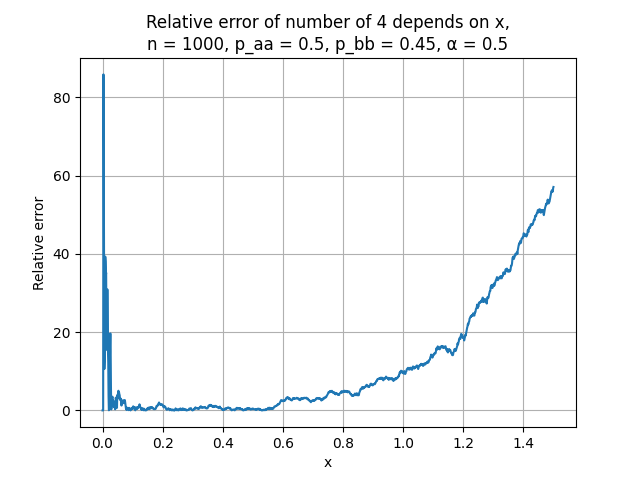 Relative error of number of 4 depends on x,
n = 1000, p_aa = 0.5, p_bb = 0.45, α = 0.5
80
60
40
20
0
Relative error
0.0 0.2 0.4 0.6 0.8 1.0 1.2 1.4
x